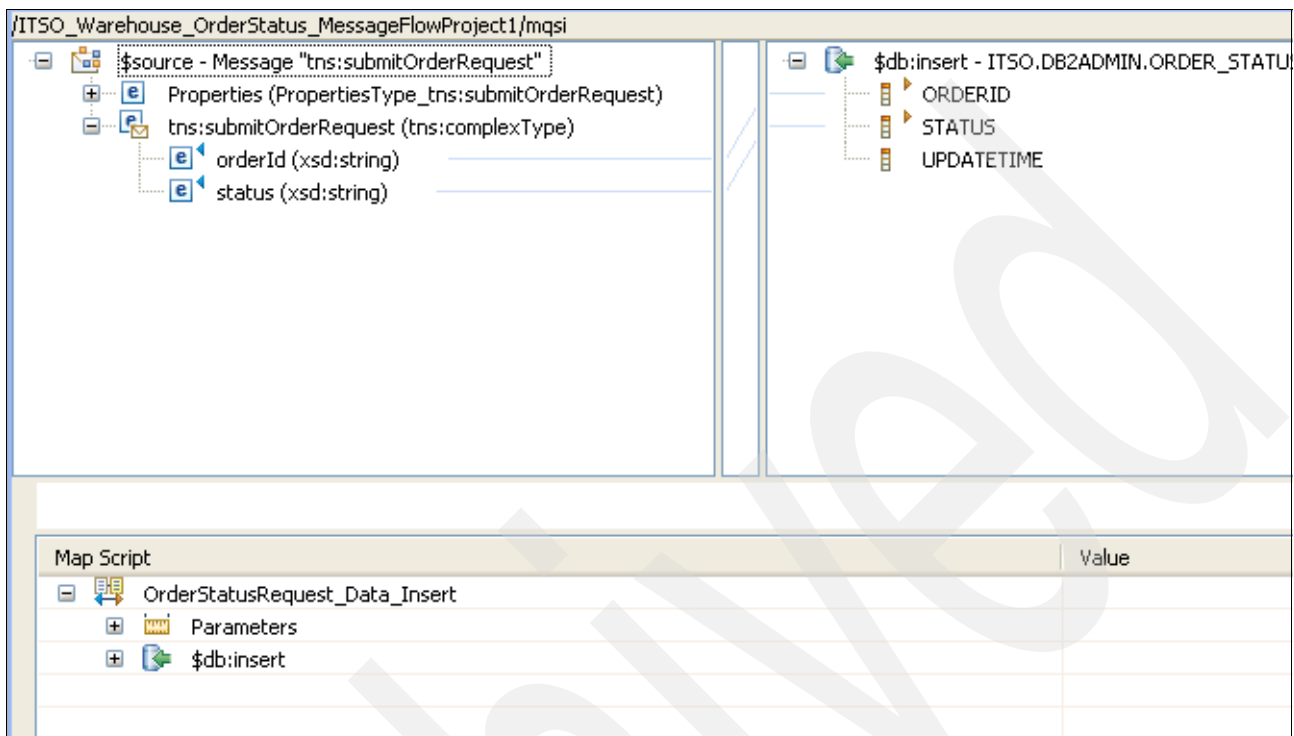 /ITSO_Warehouse_OrderStatus_MessageFlowProject1/mqsi
$source - Message "tns:submitOrderRequest"
Properties (PropertiesType_tns:submitOrderRequest)
tns:submitOrderRequest (tns:complexType)
orderId (xsd:string)
status (xsd:string)
$db:insert - ITSO.DB2ADMIN.ORDER_STATU
ORDERID
STATUS
UPDATETIME
Map Script Value
OrderStatusRequest_Data_Insert
Parameters
$db:insert